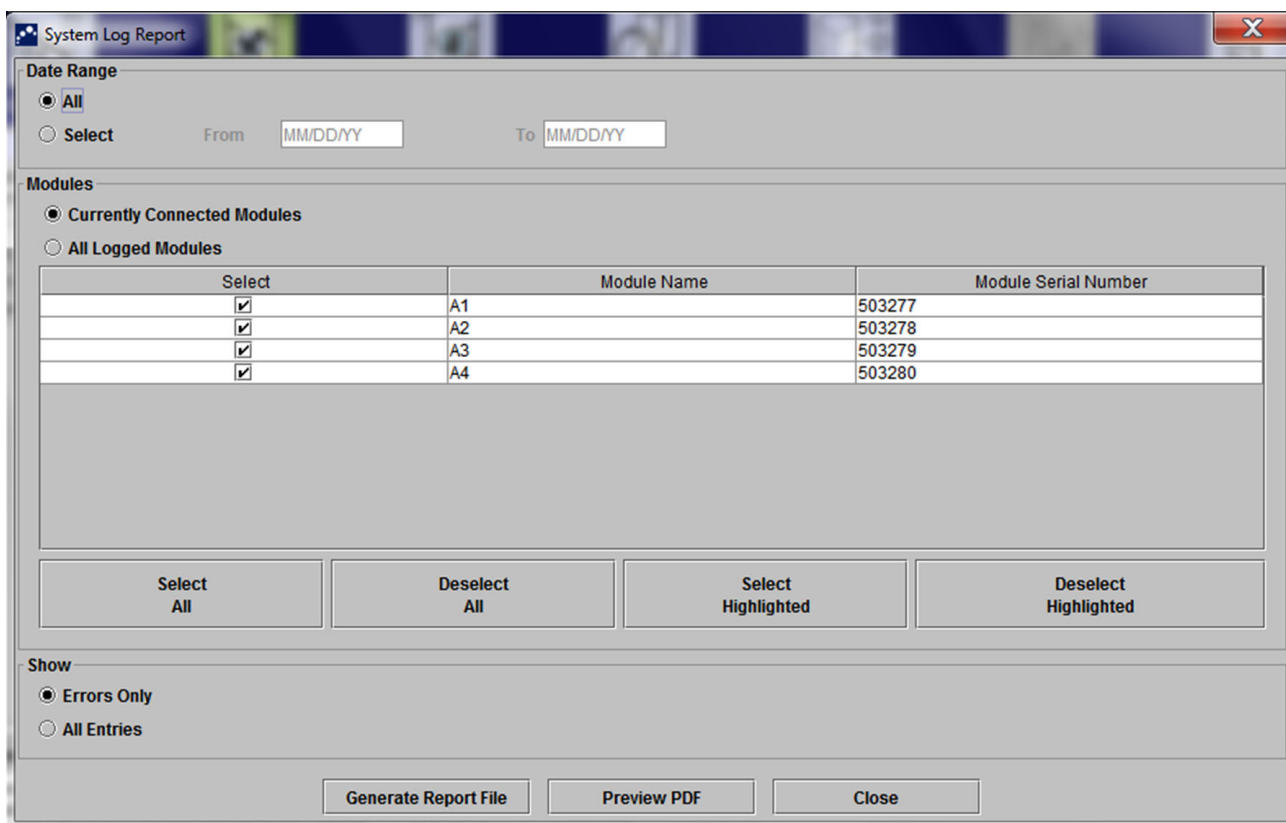 System Log Report
Date Range
All
Select From MM/DD/YY To MM/DD/YY
Modules
Currently Connected Modules
All Logged Modules
Select Module Name Module Serial Number
A1 503277
A2 503278
A3 503279
A4 503280
Select All Deselect All Select Highlighted Deselect Highlighted
Show
Errors Only
All Entries
Generate Report File Preview PDF Close